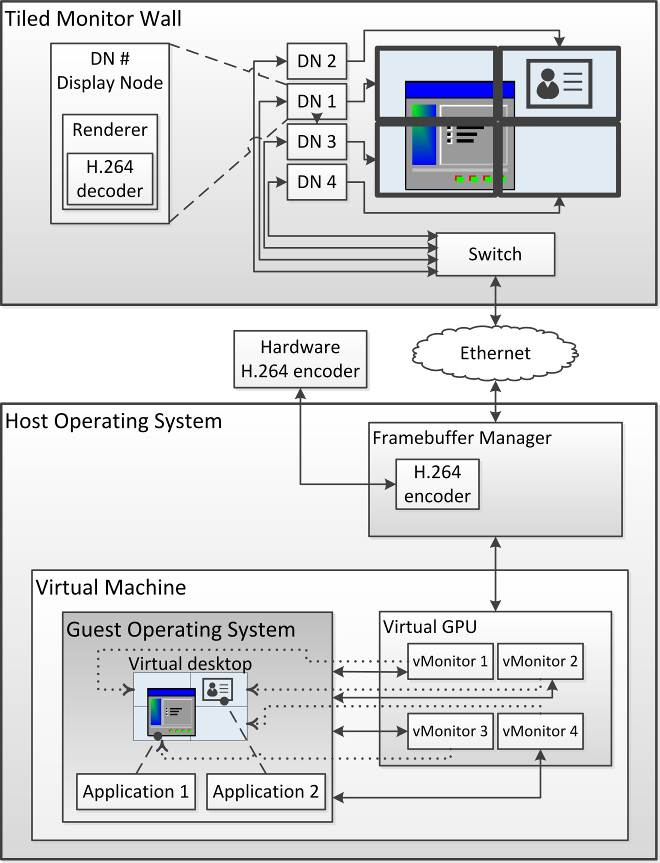 Tiled Monitor Wall
DN #
Display Node
Renderer
H.264
decoder
DN 2
DN 1
DN 3
DN 4
Switch
Ethernet
Hardware
H.264 encoder
Host Operating System
Framebuffer Manager
H.264
encoder
Virtual Machine
Guest Operating System
Virtual desktop
Application 1
Application 2
Virtual GPU
vMonitor 1
vMonitor 2
vMonitor 3
vMonitor 4